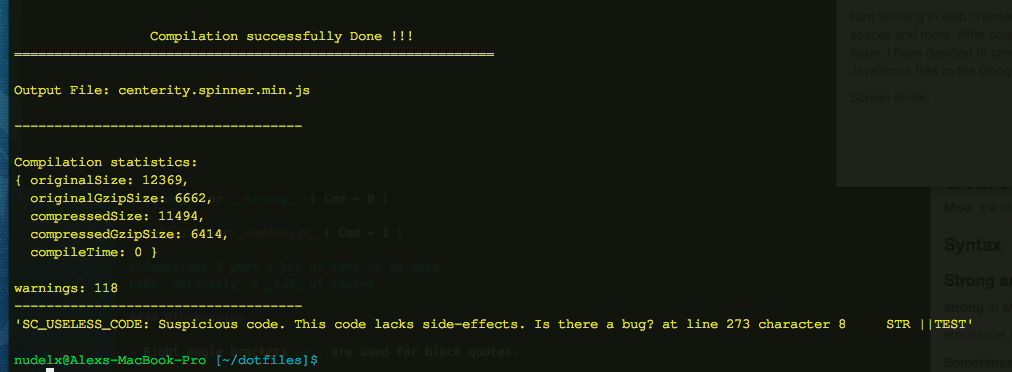 Compilation successfully Done !!!
============================================================
Output File: centerity.spinner.min.js
------------------------------------
Compilation statistics:
{ originalSize: 12369,
originalGzipSize: 6662,
compressedSize: 11494,
compressedGzipSize: 6414,
compileTime: 0 }
warnings: 118
------------------------------------
'SC_USELESS_CODE: Suspicious code. This code lacks side-effects. Is there a bug? at line 273 character 8 STR ||TEST'
nudelx@Alexs-MacBook-Pro [~/dotfiles]$
I am working in web oriente
spaces and more. After
issue, I have decided to cre
JavaScript files to the Goog
Screen shots:
or __strong__ ( Cmd + B )
or _emphasize_ ( Cmd + I )
Sometimes I want a lot of text to be bold.
Like, seriously, a _LOT_ of text
Right angle brackets are used for block quotes.
Mou, the m
Syntax
Strong an
strong or
emphasize
Sometimes